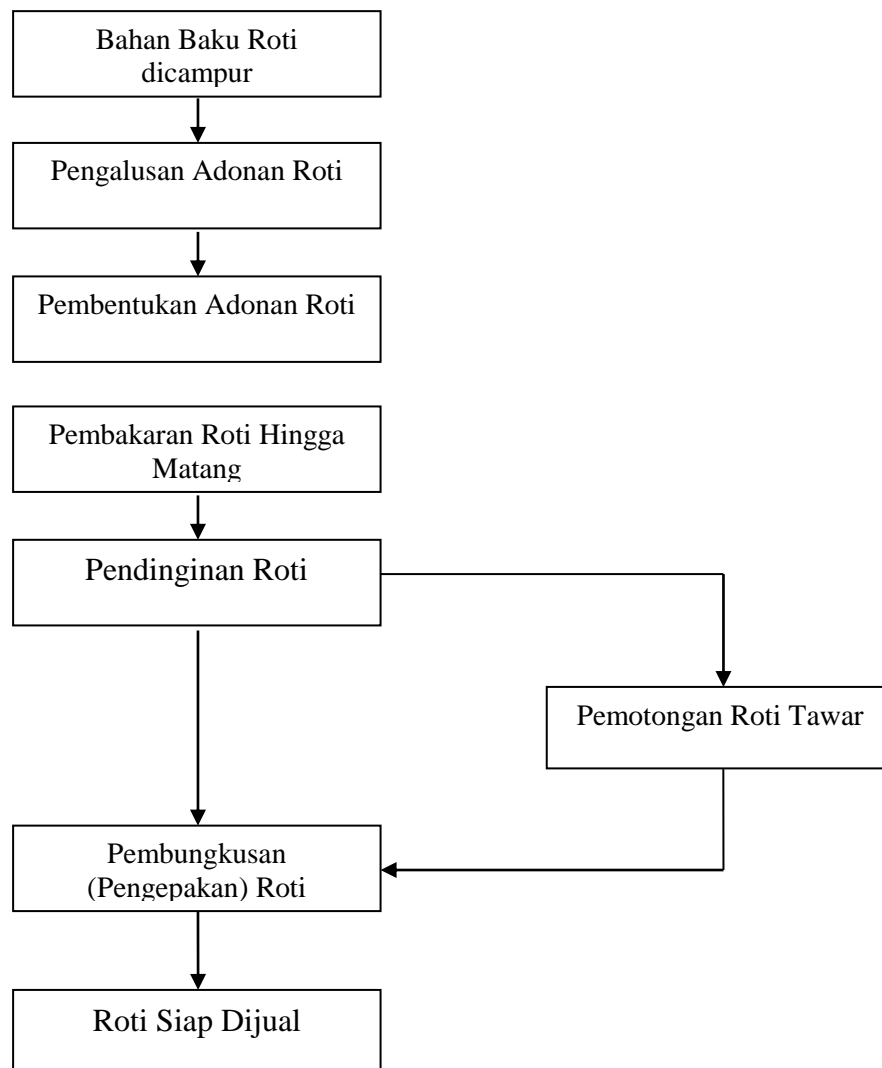 Bahan Baku Roti
dicampur
Pengalusan Adonan Roti
Pembentukan Adonan Roti
Pembakaran Roti Hingga
Matang
Pendinginan Roti
Pemotongan Roti Tawar
Pembungkusan
(Pengepakan) Roti
Roti Siap Dijual